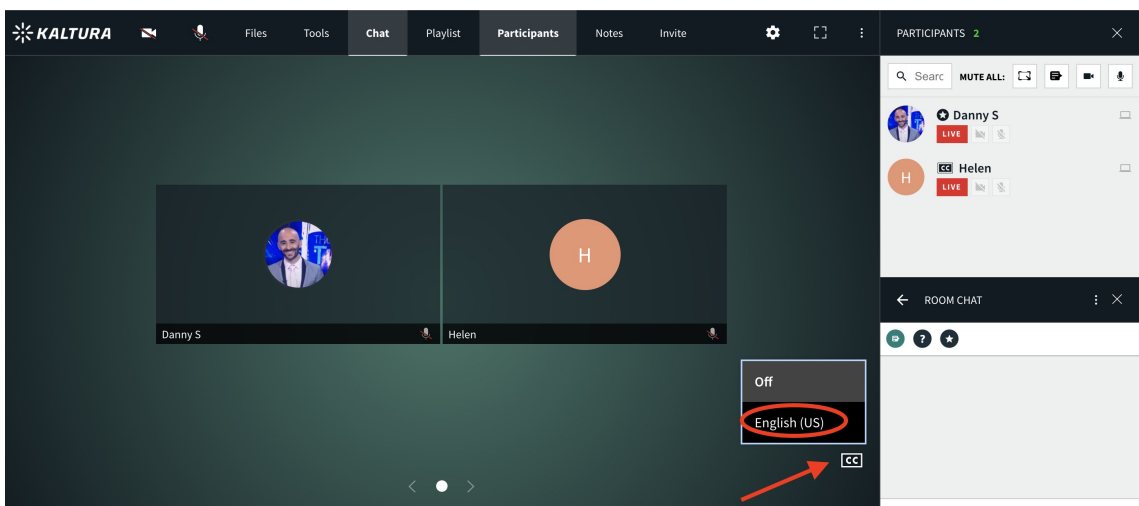 KALTURA Files Tools Chat Playlist Participants Notes Invite
PARTICIPANTS 2
Searc MUTE ALL:
Danny S
LIVE
H
CC Helen
LIVE
H
Danny S
Helen
ROOM CHAT
?
Off
English (US)
CC